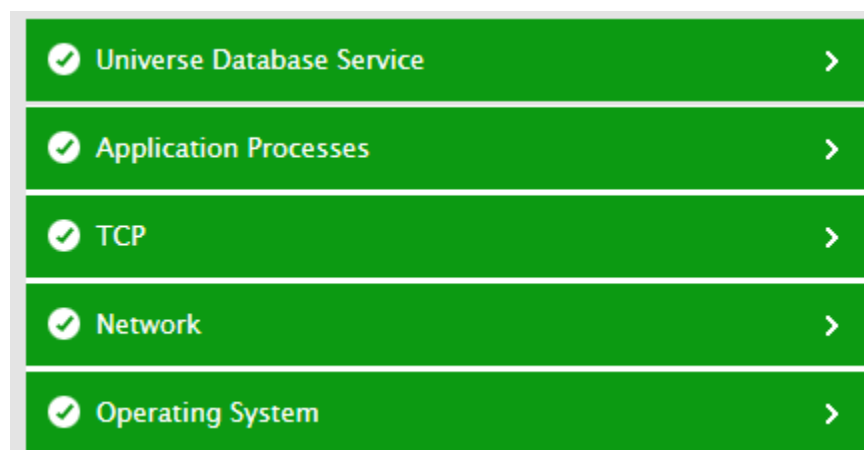 Universe Database Service
Application Processes
TCP
Network
Operating System